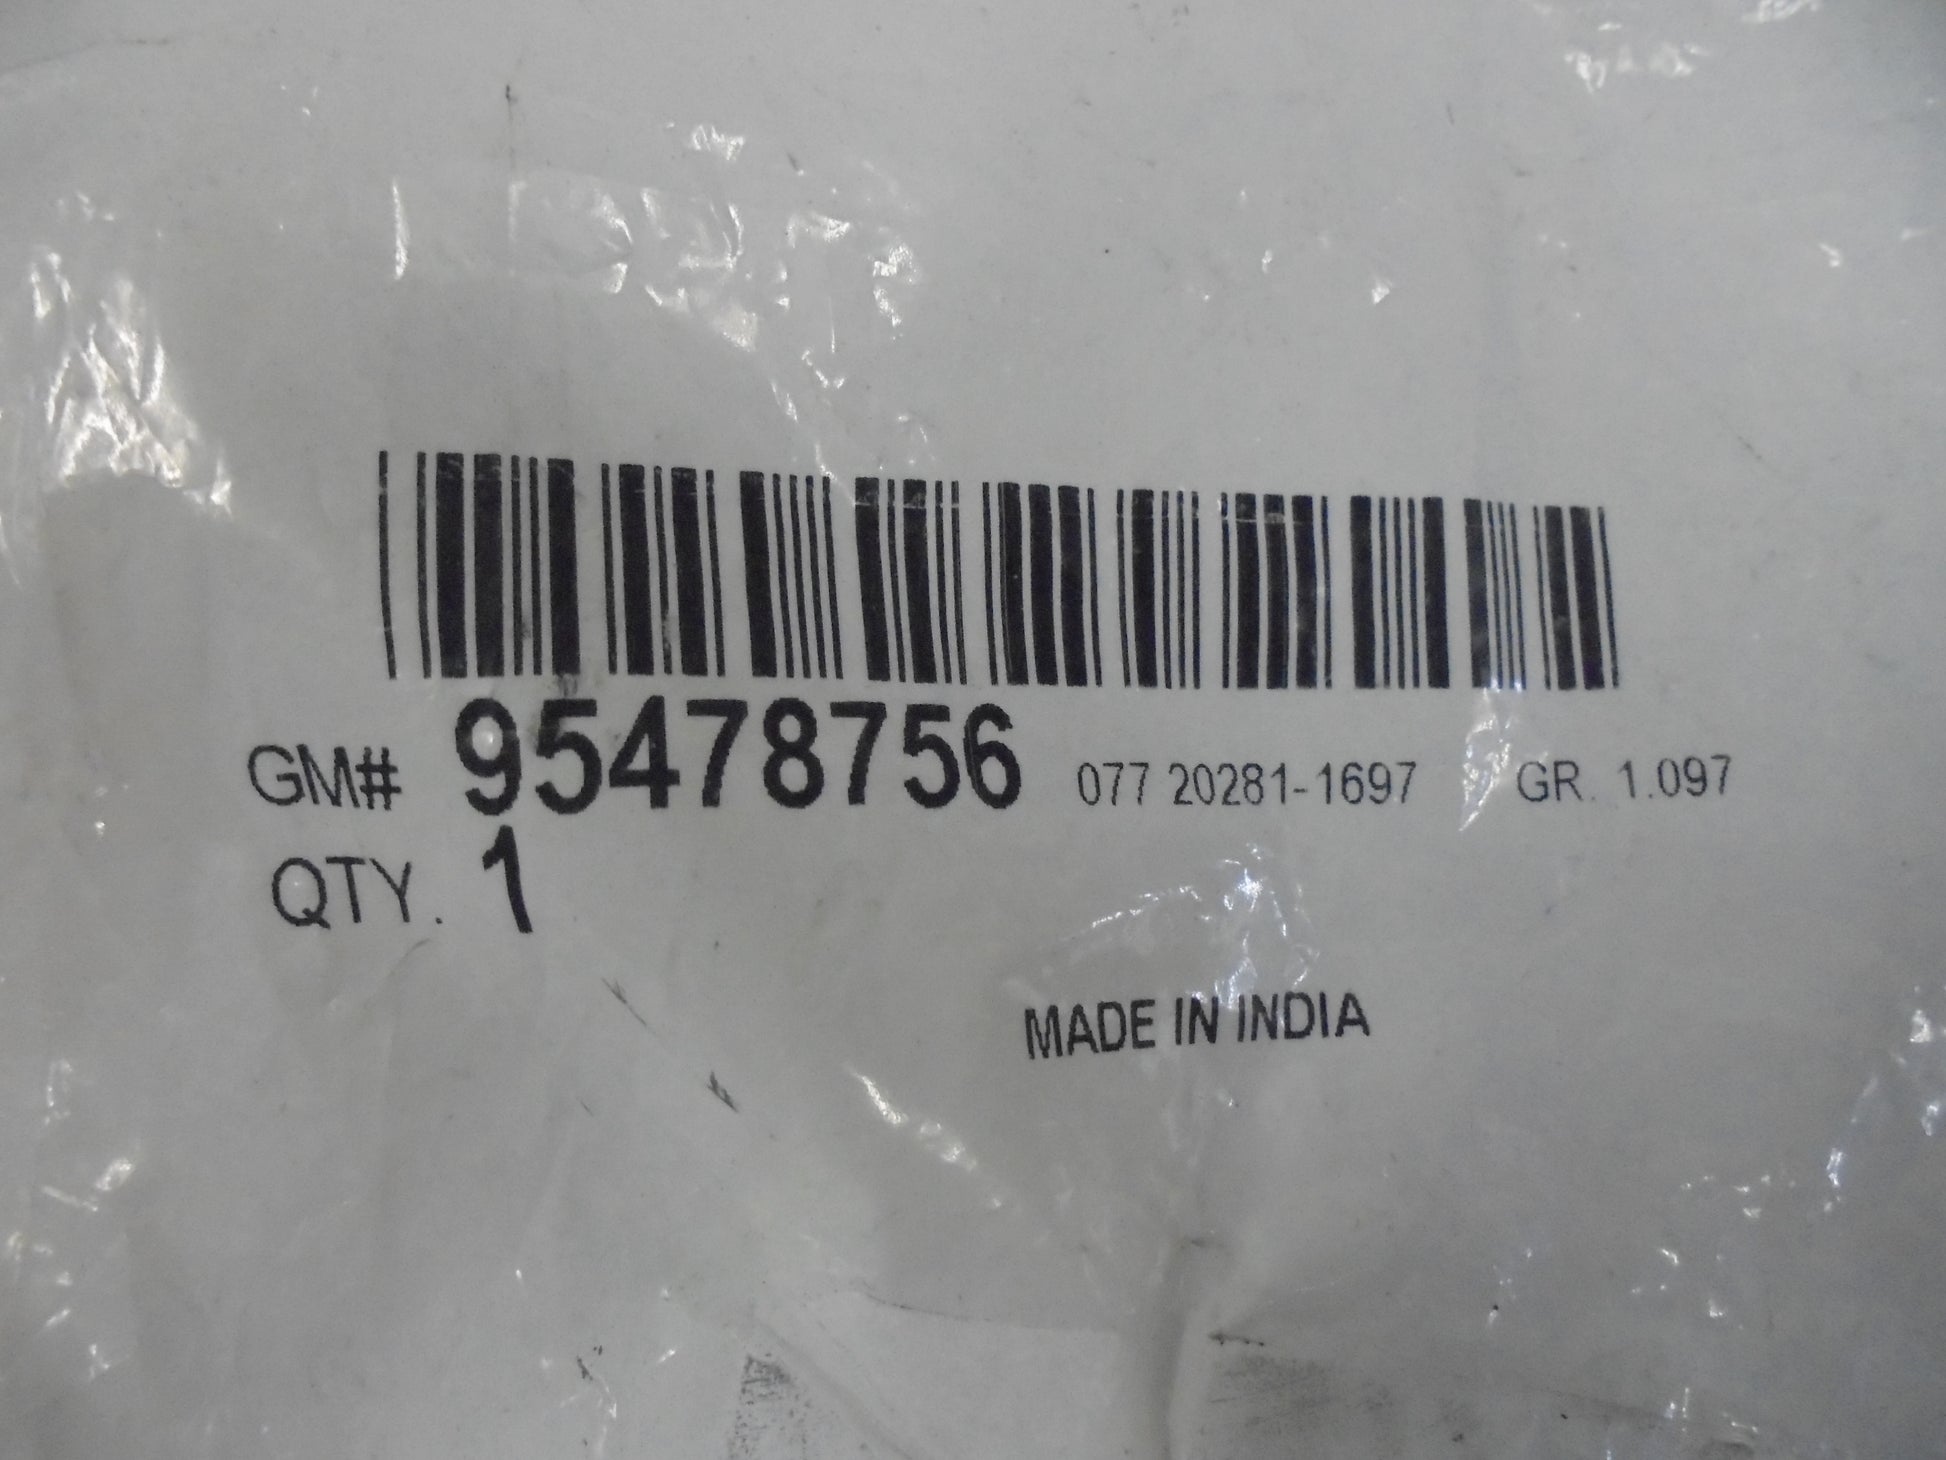 GM# 95478756 077 20281-1697 GR. 1.097
QTY. 1
MADE IN INDIA